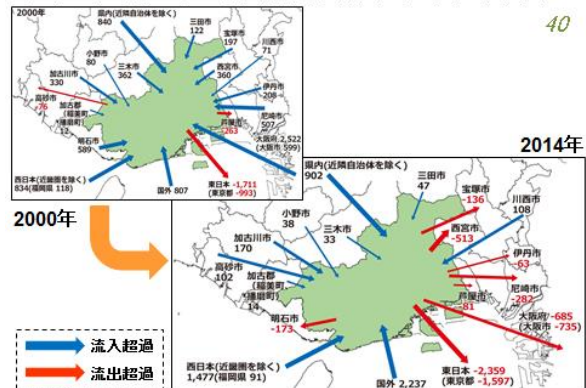 40
2000年
県内(近隣自治体を除く)
840
三田市
122
宝塚市
197
川西市
71
小野市
80
三木市
362
西宮市
360
加古川市
330
伊丹市
208
高砂市
-76
加古郡
(稲美町)
(播磨町)
12
尼崎市
507
芦屋市
-263
明石市
589
大阪府 2,522
(大阪市 599)
西日本(近畿圏を除く)
834(福岡県 118)
国外 807
東日本 -1,711
(東京都 -993)
2014年
2000年
県内(近隣自治体を除く)
902
三田市
47
宝塚市
-136
川西市
108
小野市
38
三木市
33
西宮市
-513
加古川市
170
伊丹市
-63
高砂市
102
加古郡
(稲美町)
(播磨町)
14
尼崎市
-282
芦屋市
-81
明石市
-173
大阪府 -685
(大阪市 -735)
西日本(近畿圏を除く)
1,477(福岡県 91)
国外 2,237
東日本 -2,359
(東京都 -1,597)
流入超過
流出超過